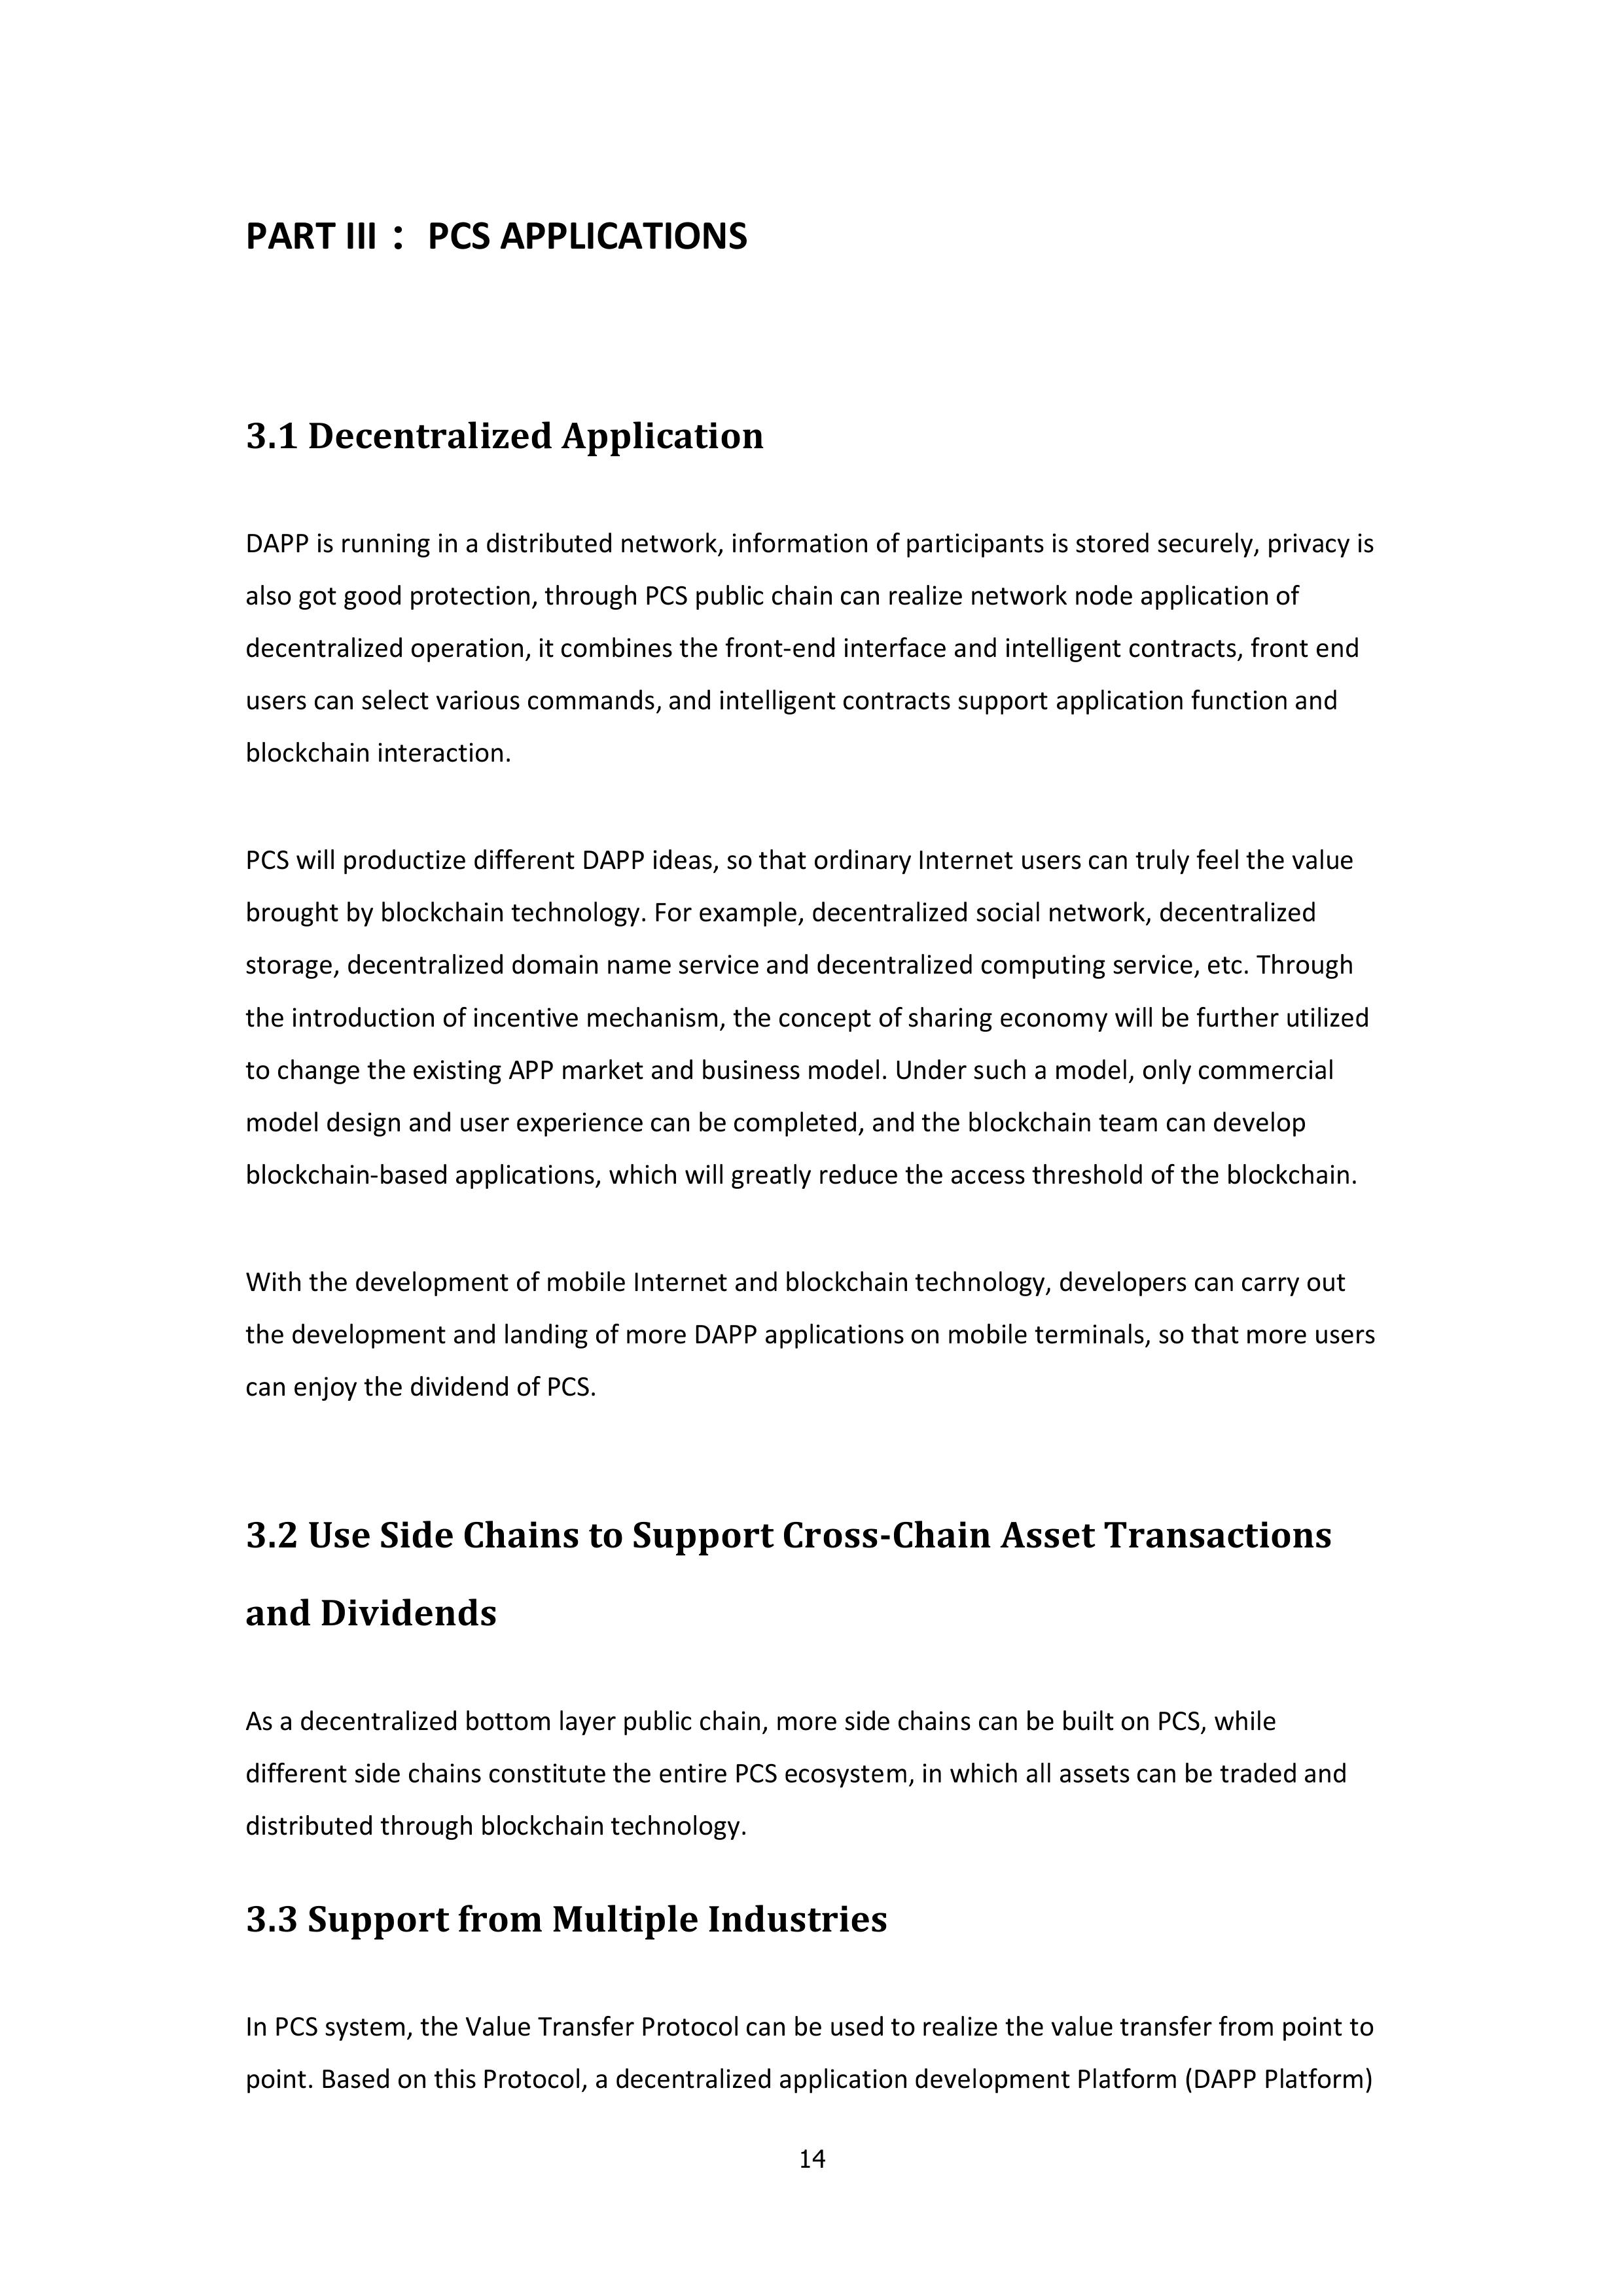 PART III： PCS APPLICATIONS
3.1 Decentralized Application
DAPP is running in a distributed network, information of participants is stored securely, privacy is
also got good protection, through PCS public chain can realize network node application of
decentralized operation, it combines the front-end interface and intelligent contracts, front end
users can select various commands, and intelligent contracts support application function and
blockchain interaction.
PCS will productize different DAPP ideas, so that ordinary Internet users can truly feel the value
brought by blockchain technology. For example, decentralized social network, decentralized
storage, decentralized domain name service and decentralized computing service, etc. Through
the introduction of incentive mechanism, the concept of sharing economy will be further utilized
to change the existing APP market and business model. Under such a model, only commercial
model design and user experience can be completed, and the blockchain team can develop
blockchain-based applications, which will greatly reduce the access threshold of the blockchain.
With the development of mobile Internet and blockchain technology, developers can carry out
the development and landing of more DAPP applications on mobile terminals, so that more users
can enjoy the dividend of PCS.
3.2 Use Side Chains to Support Cross-Chain Asset Transactions
and Dividends
As a decentralized bottom layer public chain, more side chains can be built on PCS, while
different side chains constitute the entire PCS ecosystem, in which all assets can be traded and
distributed through blockchain technology.
3.3 Support from Multiple Industries
In PCS system, the Value Transfer Protocol can be used to realize the value transfer from point to
point. Based on this Protocol, a decentralized application development Platform (DAPP Platform)
14